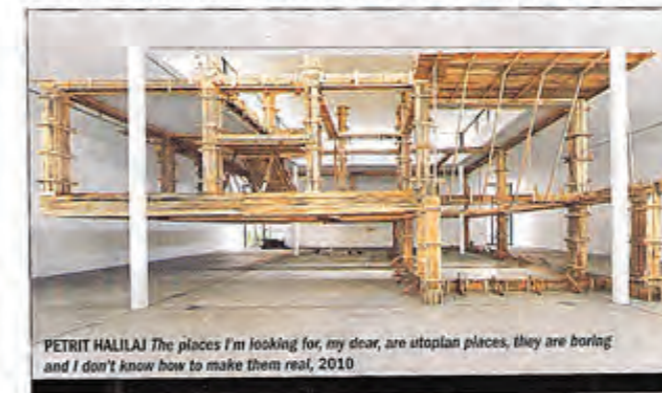 PETRIT HALILAJ The places I'm looking for, my dear, are utopian places, they are boring
and I don't know how to make them real, 2010